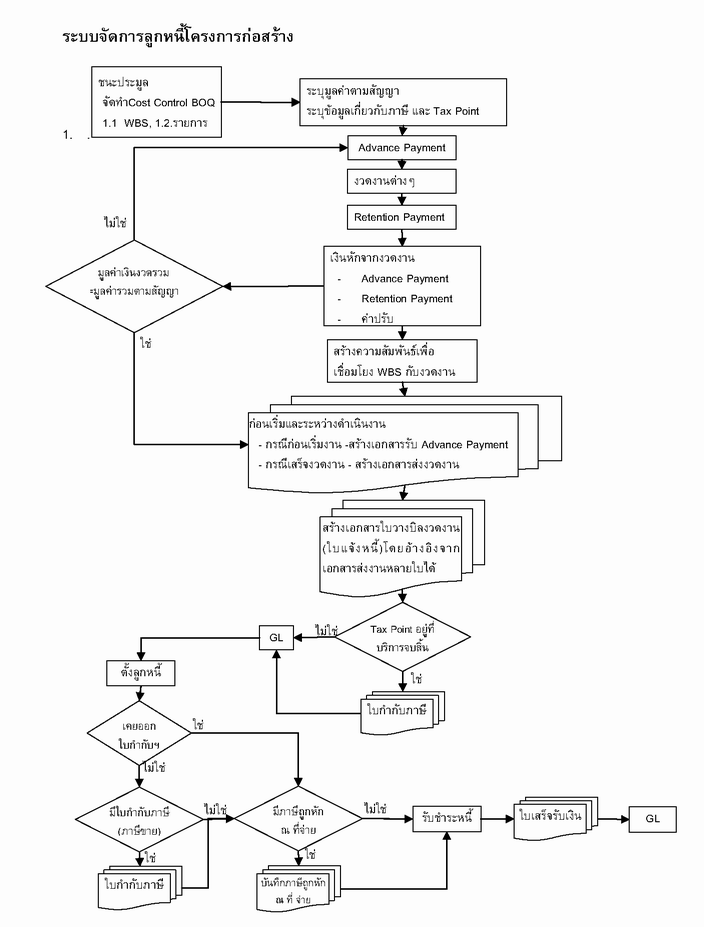 ระบบจัดการลูกหนี้โครงการก่อสร้าง
ชนะประมูล
จัดทำCost Control BOQ
1.1 WBS, 1.2.รายการ
1. .
ระบุมูลค่าตามสัญญา
ระบุข้อมูลเกี่ยวกับภาษี และ Tax Point
Advance Payment
งวดงานต่างๆ
Retention Payment
เงินหักจากงวดงาน
- Advance Payment
- Retention Payment
- ค่าปรับ
ไม่ใช่
มูลค่าเงินงวดรวม
=มูลค่ารวมตามสัญญา
ใช่
สร้างความสัมพันธ์เพื่อ
เชื่อมโยง WBS กับงวดงาน
ก่อนเริ่มและระหว่างดำเนินงาน
- กรณีก่อนเริ่มงาน -สร้างเอกสารรับ Advance Payment
- กรณีเสร็จงวดงาน - สร้างเอกสารส่งงวดงาน
สร้างเอกสารใบวางบิลงวดงาน
(ใบแจ้งหนี้)โดยอ้างอิงจาก
เอกสารส่งงานหลายใบได้
Tax Point อยู่ที่
บริการจบสิ้น
ไม่ใช่
GL
ใช่
ใบกำกับภาษี
ตั้งลูกหนี้
เคยออก
ใบกำกับฯ
ใช่
ไม่ใช่
มีใบกำกับภาษี
(ภาษีขาย)
ไม่ใช่
ใช่
ใบกำกับภาษี
มีภาษีถูกหัก
ณ ที่จ่าย
ไม่ใช่
ใช่
บันทึกภาษีถูกหัก
ณ ที่ จ่าย
รับชำระหนี้
ใบเสร็จรับเงิน
GL